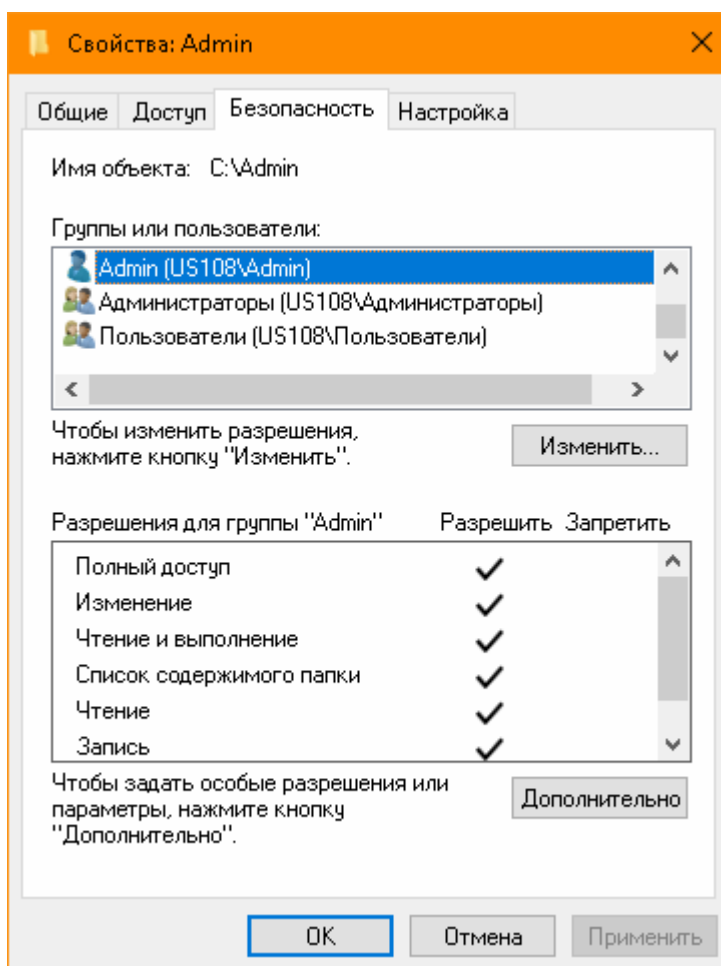 Свойства: Admin
Общие Доступ Безопасность Настройка
Имя объекта: C:\Admin
Группы или пользователи:
Admin (US108\Admin)
Администраторы (US108\Администраторы)
Пользователи (US108\Пользователи)
Чтобы изменить разрешения,
нажмите кнопку "Изменить".
Изменить...
Разрешения для группы "Admin" Разрешить Запретить
Полный доступ
Изменение
Чтение и выполнение
Список содержимого папки
Чтение
Запись
Чтобы задать особые разрешения или
параметры, нажмите кнопку
"Дополнительно".
Дополнительно
OK Отмена Применить